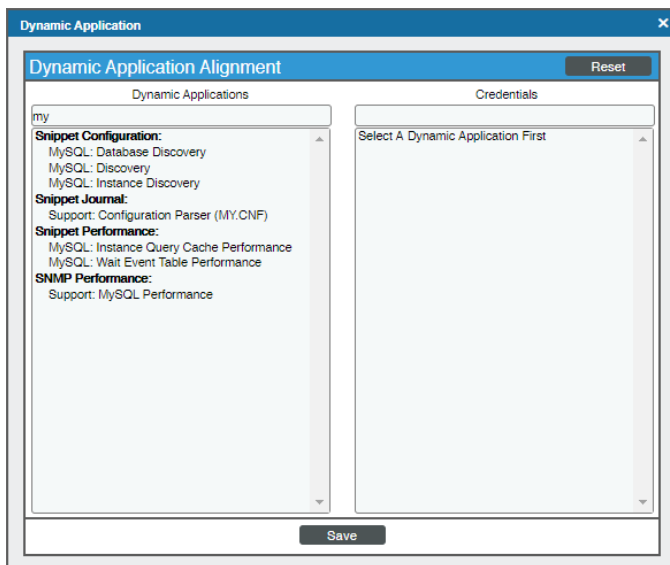 Dynamic Application
×
Dynamic Application Alignment
Reset
Dynamic Applications
Credentials
my
Snippet Configuration:
MySQL: Database Discovery
MySQL: Discovery
MySQL: Instance Discovery
Snippet Journal:
Support: Configuration Parser (MY.CNF)
Snippet Performance:
MySQL: Instance Query Cache Performance
MySQL: Wait Event Table Performance
SNMP Performance:
Support: MySQL Performance
Select A Dynamic Application First
Save